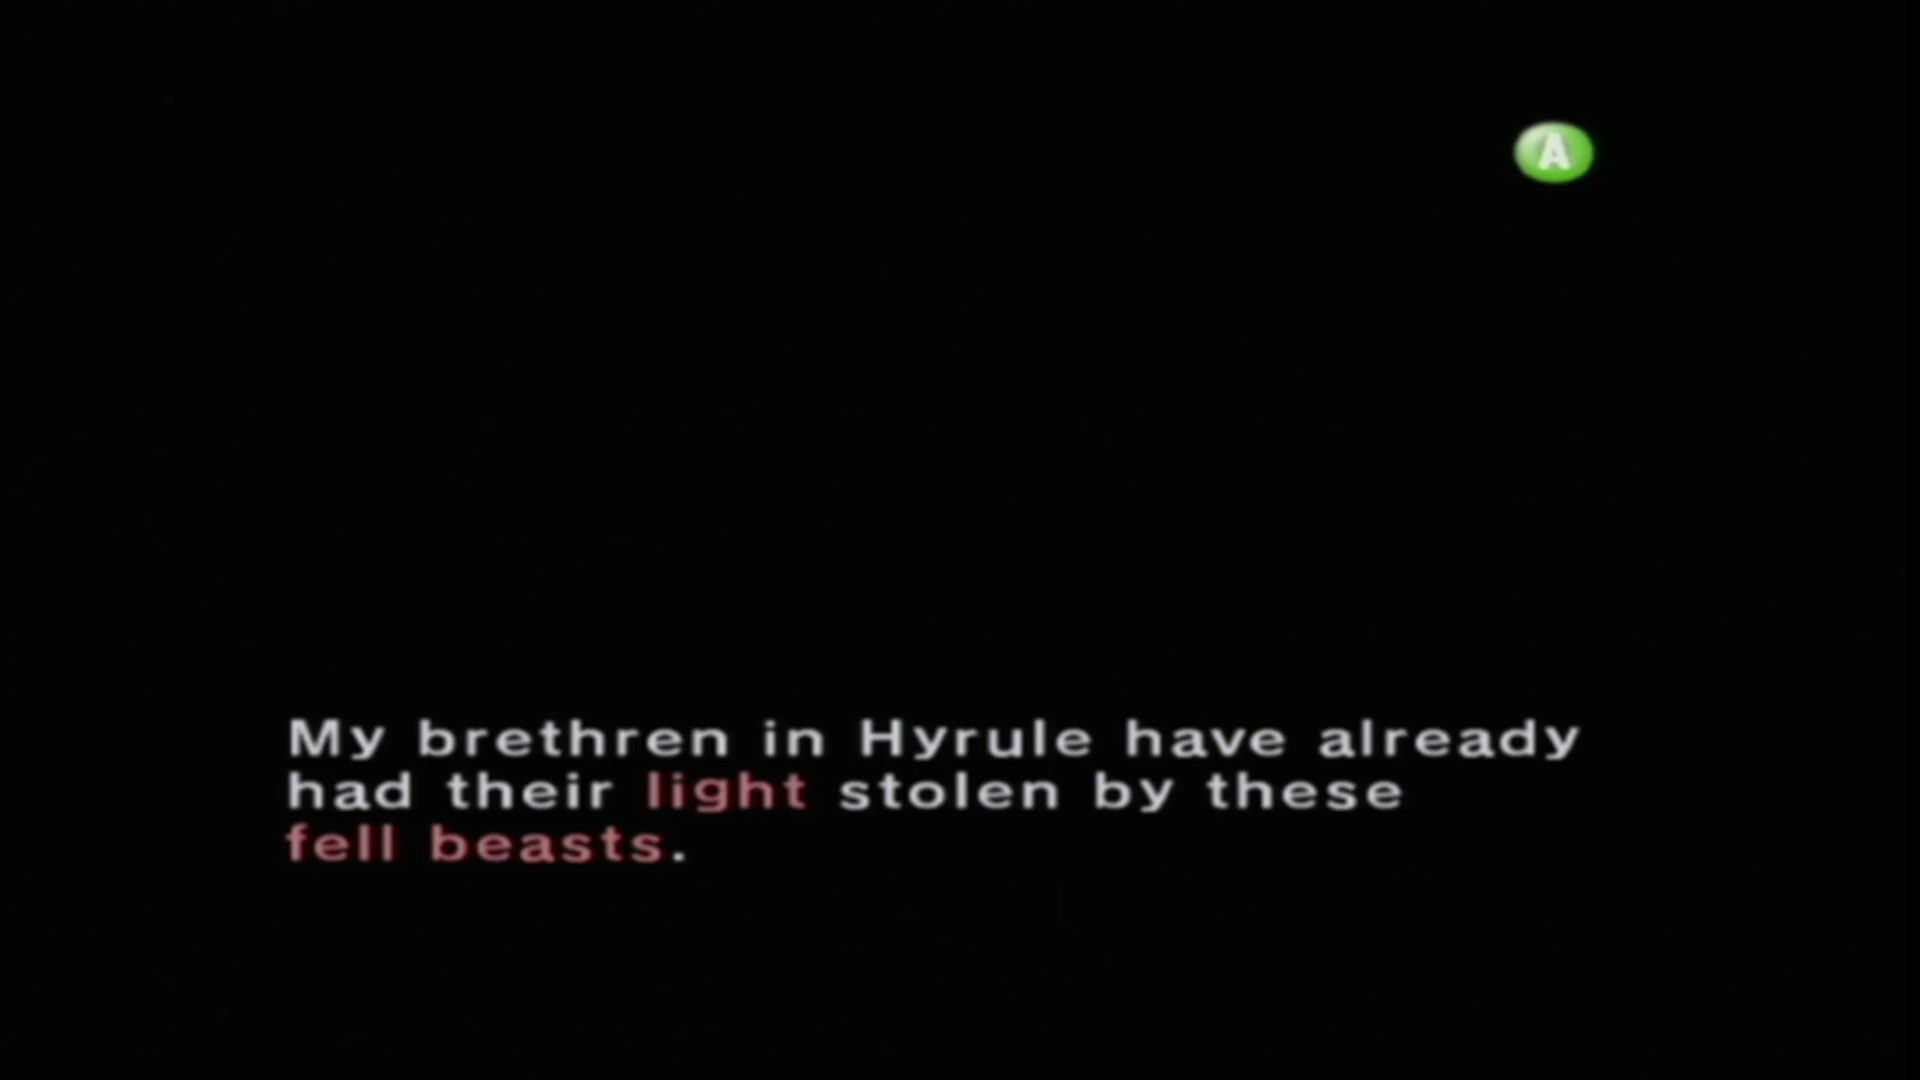 A
My brethren in Hyrule have already
had their light stolen by these
fell beasts.